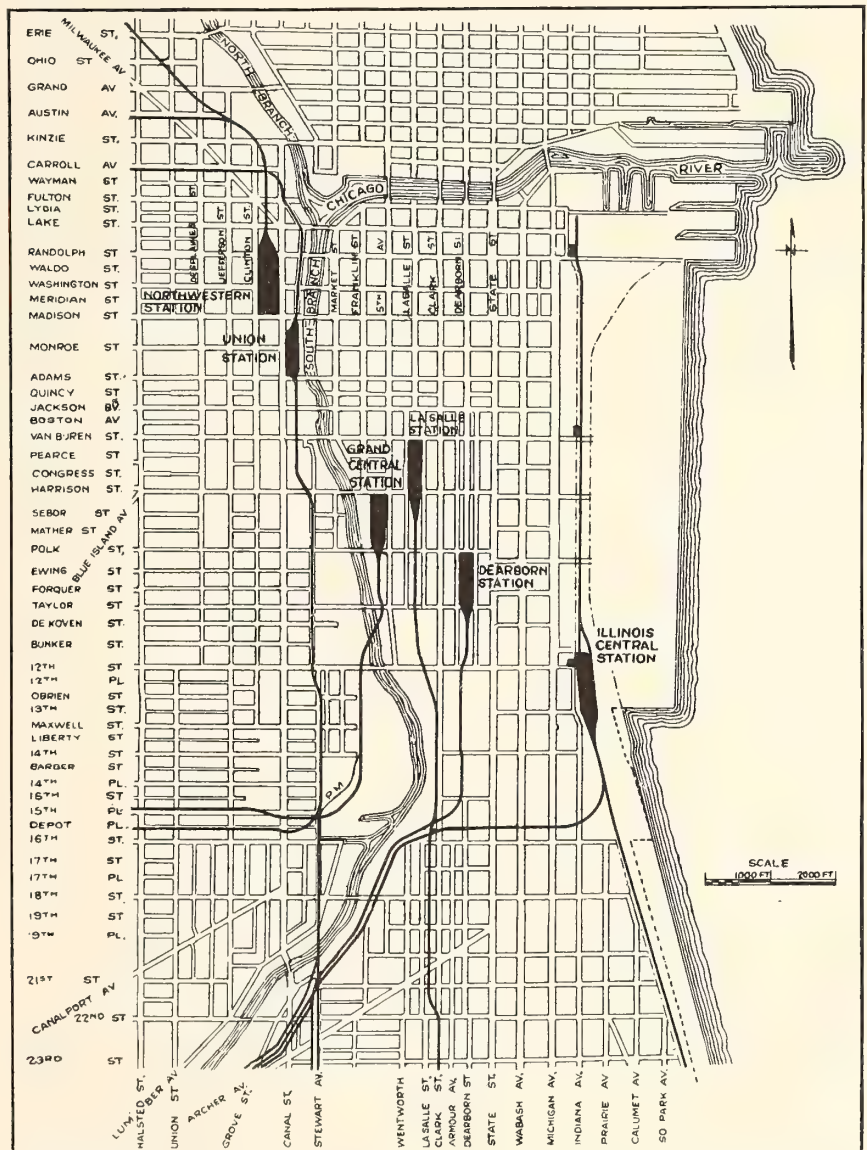 ERIE ST.
MILWAUKEE AV
OHIO ST
GRAND AV
AUSTIN AV.
KINZIE ST.
CARROLL AV
WAYMAN ST
FULTON ST.
LYDIA ST.
LAKE ST.
RANDOLPH ST
WALDO ST.
WASHINGTON ST
MERIDIAN ST
MADISON ST
MONROE ST
ADAMS ST.
QUINCY ST
JACKSON BV.
BOSTON AV
VAN BUREN ST.
PEARCE ST
CONGRESS ST.
HARRISON ST.
SEBOR ST
MATHER ST
POLK ST.
BLUE ISLAND AV
EWING ST
FORQUER ST
TAYLOR ST
DE KOVEN ST.
BUNKER ST.
12TH ST
12TH PL
OBRIEN ST
13TH ST.
MAXWELL ST.
LIBERTY ST
14TH ST
BARBER ST
14TH PL.
16TH ST
15TH PL
DEPOT PL.
16TH ST.
17TH ST
17TH PL
18TH ST
19TH ST
19TH PL.
21ST ST
CANALPORT AV
22ND ST
23RD ST
NORTH BRANCH
CHICAGO RIVER
DESPLAINES ST
JEFFERSON ST
CLINTON ST.
SOUTH BRANCH
MARKET ST
FRANKLIN ST
5TH AV
LASALLE ST
CLARK ST
DEARBORN ST.
STATE ST
NORTHWESTERN
STATION
UNION
STATION
LA SALLE
STATION
GRAND
CENTRAL
STATION
DEARBORN
STATION
ILLINOIS
CENTRAL
STATION
P.M
N
SCALE
1000 FT 2000 FT
HALSTED ST.
UNION ST
ARCHER AV.
GROVE ST.
CANAL ST.
STEWART AV.
WENTWORTH
LASALLE ST.
CLARK ST.
ARMOUR AV.
DEARBORN ST
STATE ST.
WABASH AV.
MICHIGAN AV.
INDIANA AV.
PRAIRIE AV
CALUMET AV
SO PARK AV.